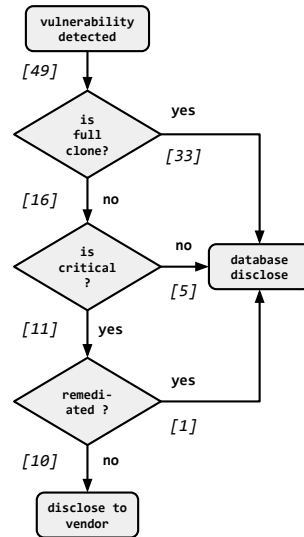 vulnerability
detected
[49]
is
full
clone?
yes
[33]
[16]
no
is
critical
?
no
[5]
database
disclose
[11]
yes
remedi-
ated ?
yes
[1]
[10]
no
disclose to
vendor